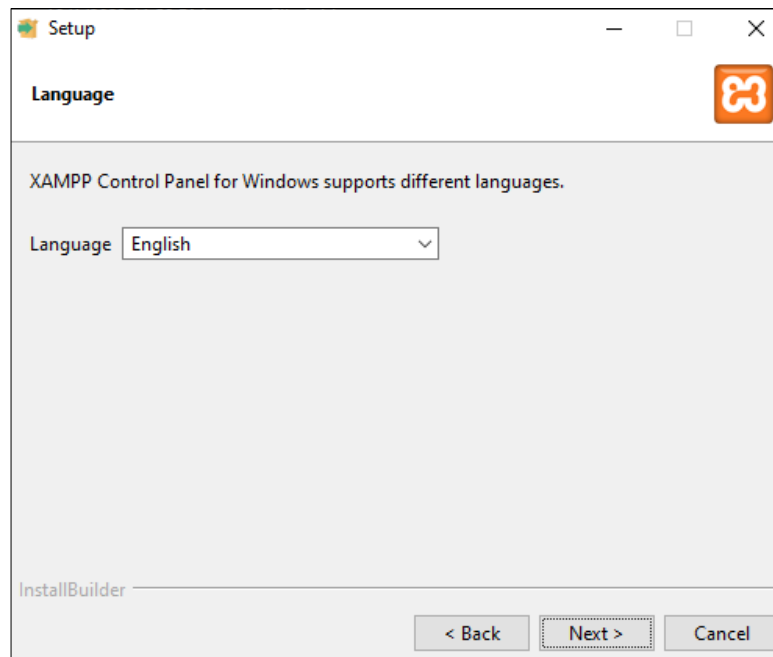 Setup
Language
XAMPP Control Panel for Windows supports different languages.
Language English
InstallBuilder
< Back Next > Cancel